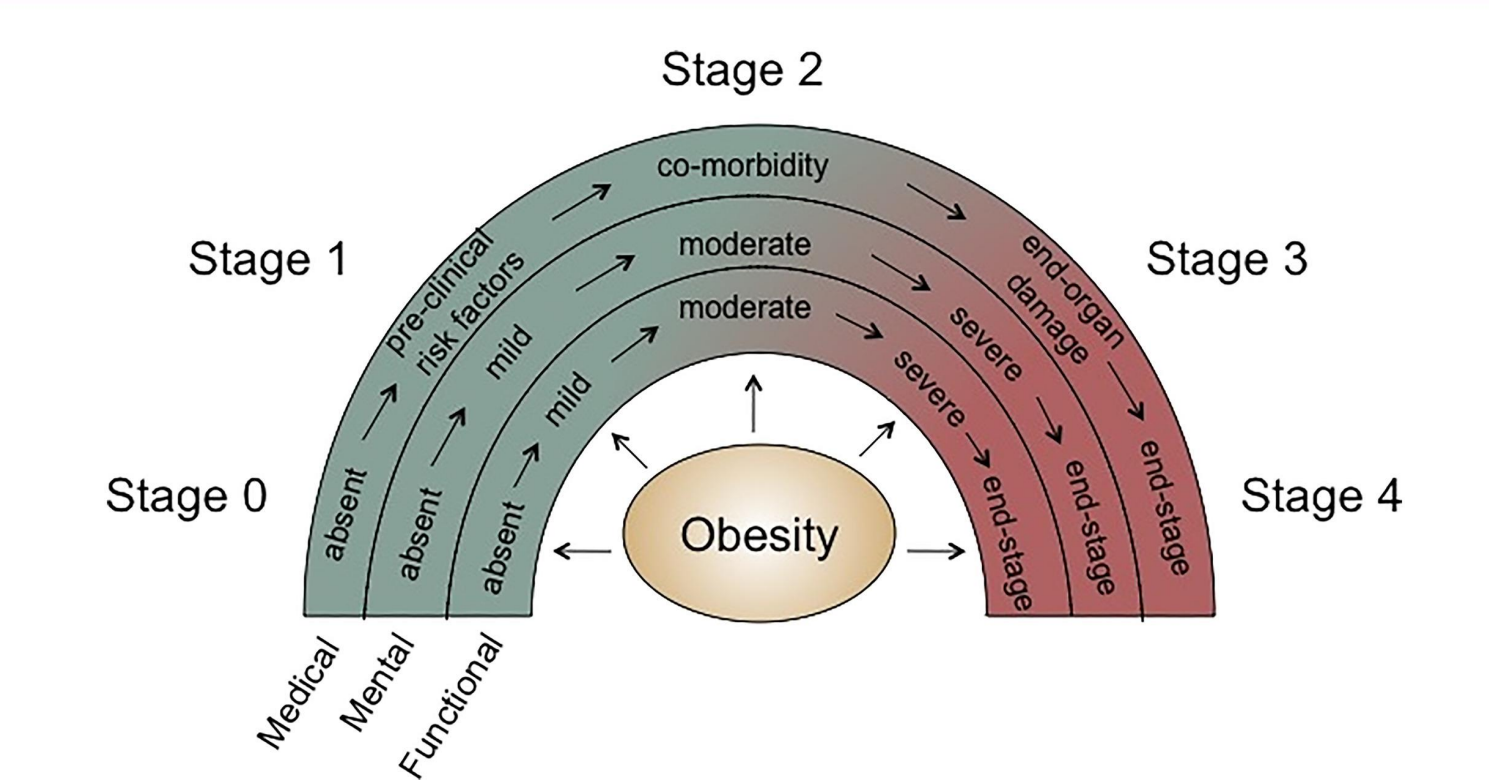 Stage 2
co-morbidity
Stage 1
pre-clinical
risk factors
moderate
end-organ
damage
Stage 3
mild
moderate
severe
mild
severe
Stage 0
absent
absent
absent
Obesity
end-stage
end-stage
end-stage
Stage 4
Medical
Mental
Functional